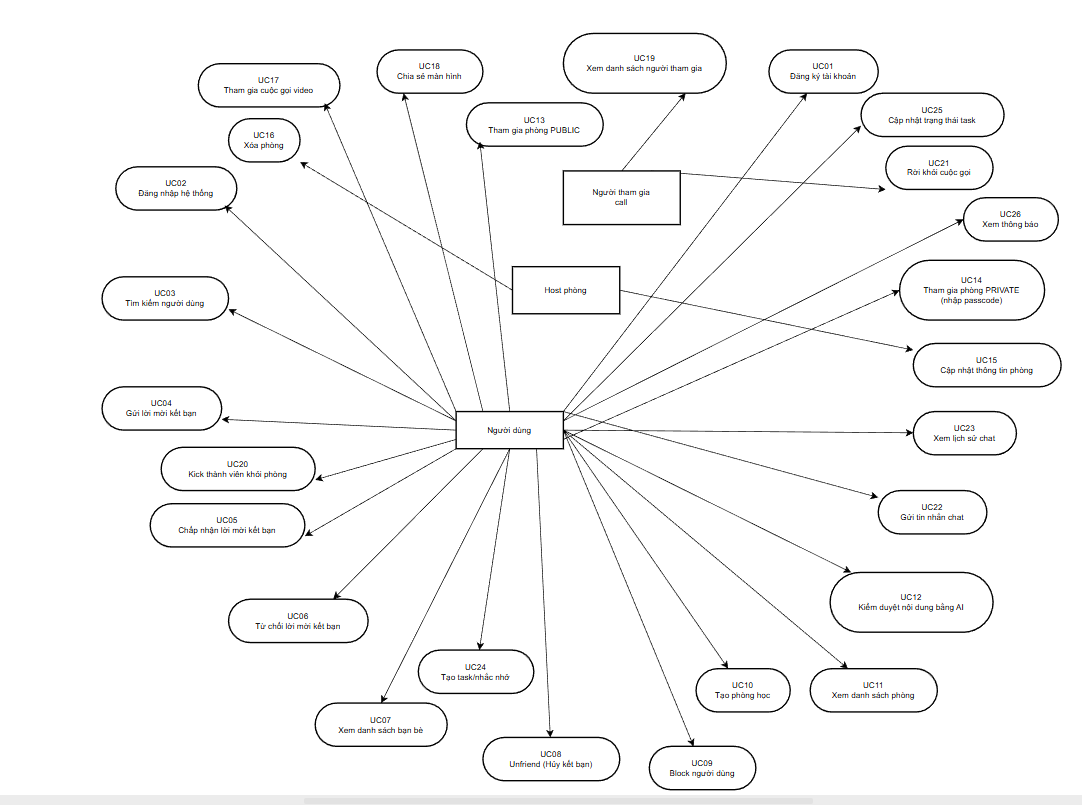 UC19
Xem danh sách người tham gia
UC18
Chia sẻ màn hình
UC01
Đăng ký tài khoản
UC17
Tham gia cuộc gọi video
UC25
Cập nhật trạng thái task
UC13
Tham gia phòng PUBLIC
UC16
Xóa phòng
UC21
Rời khỏi cuộc gọi
UC02
Đăng nhập hệ thống
Người tham gia
call
UC26
Xem thông báo
UC14
Tham gia phòng PRIVATE
(nhập passcode)
Host phòng
UC03
Tìm kiếm người dùng
UC15
Cập nhật thông tin phòng
UC04
Gửi lời mời kết bạn
Người dùng
UC23
Xem lịch sử chat
UC20
Kick thành viên khỏi phòng
UC22
Gửi tin nhắn chat
UC05
Chấp nhận lời mời kết bạn
UC12
Kiểm duyệt nội dung bằng AI
UC06
Từ chối lời mời kết bạn
UC24
Tạo task/nhắc nhở
UC10
Tạo phòng học
UC11
Xem danh sách phòng
UC07
Xem danh sách bạn bè
UC08
Unfriend (Hủy kết bạn)
UC09
Block người dùng